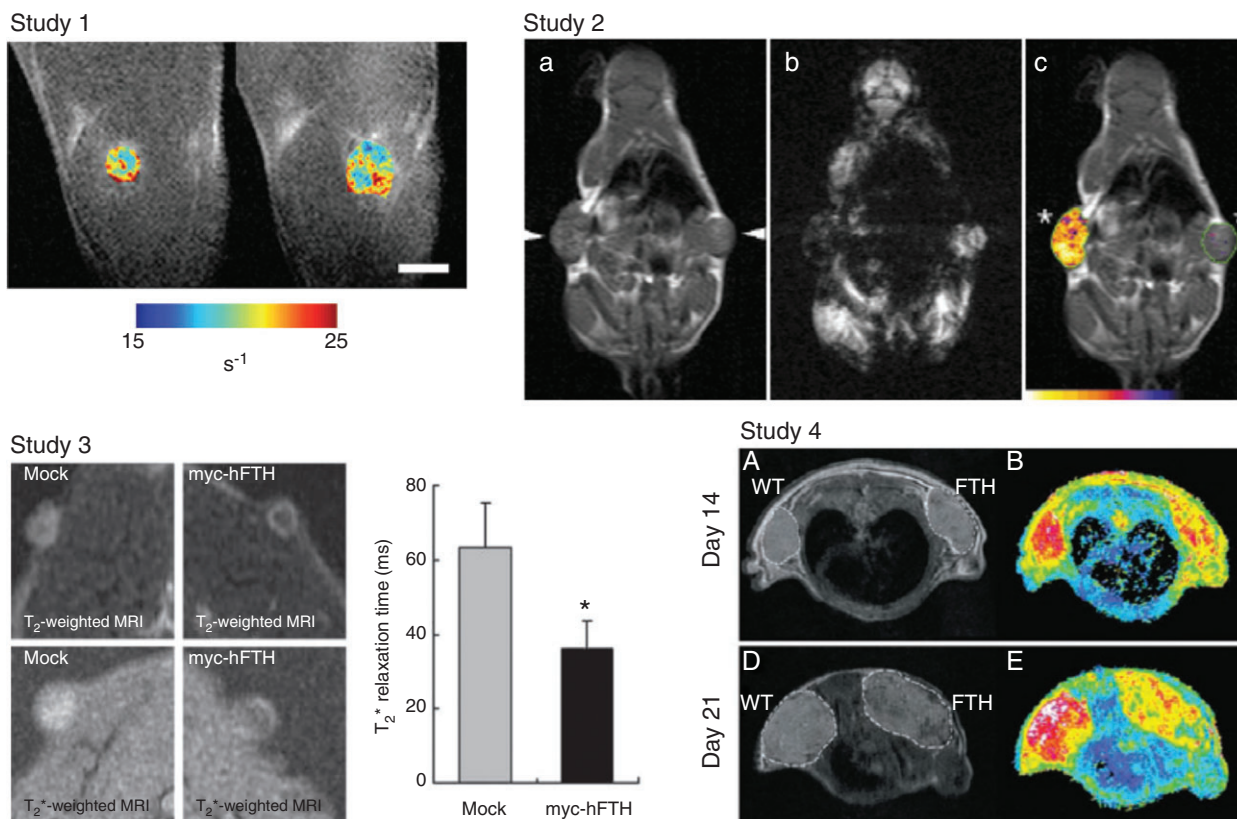 Study 1
15
25
s⁻¹
Study 2
a
b
c
*
*
Study 3
Mock
T₂-weighted MRI
myc-hFTH
T₂-weighted MRI
Mock
T₂*-weighted MRI
myc-hFTH
T₂*-weighted MRI
T₂* relaxation time (ms)
80
60
40
20
0
*
Mock
myc-hFTH
Study 4
Day 14
A
WT
FTH
B
Day 21
D
WT
FTH
E